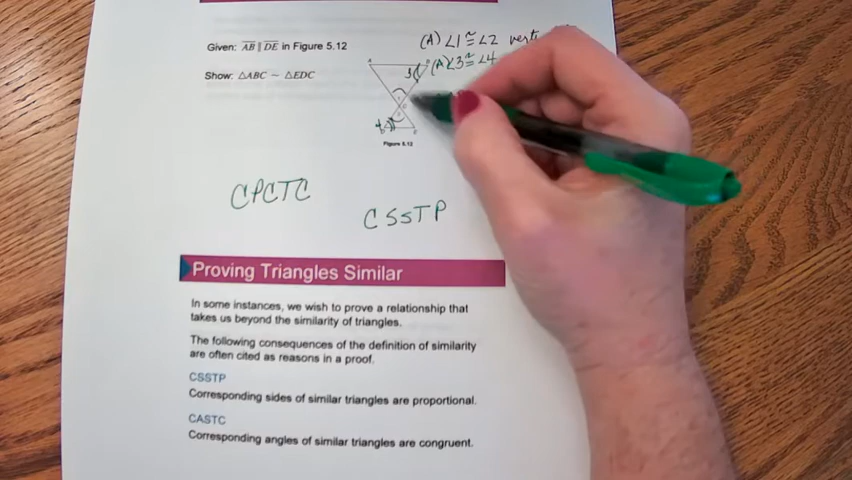 Given: AB ∥ DE in Figure 5.12
(A) ∠1 ≅ ∠2 vert
(A) ∠3 ≅ ∠4
Show: △ABC ~ △EDC
A
3
1
C
2
4
D
E
Figure 5.12
CPCTC
CSSTP
Proving Triangles Similar
In some instances, we wish to prove a relationship that
takes us beyond the similarity of triangles.
The following consequences of the definition of similarity
are often cited as reasons in a proof.
CSSTP
Corresponding sides of similar triangles are proportional.
CASTC
Corresponding angles of similar triangles are congruent.